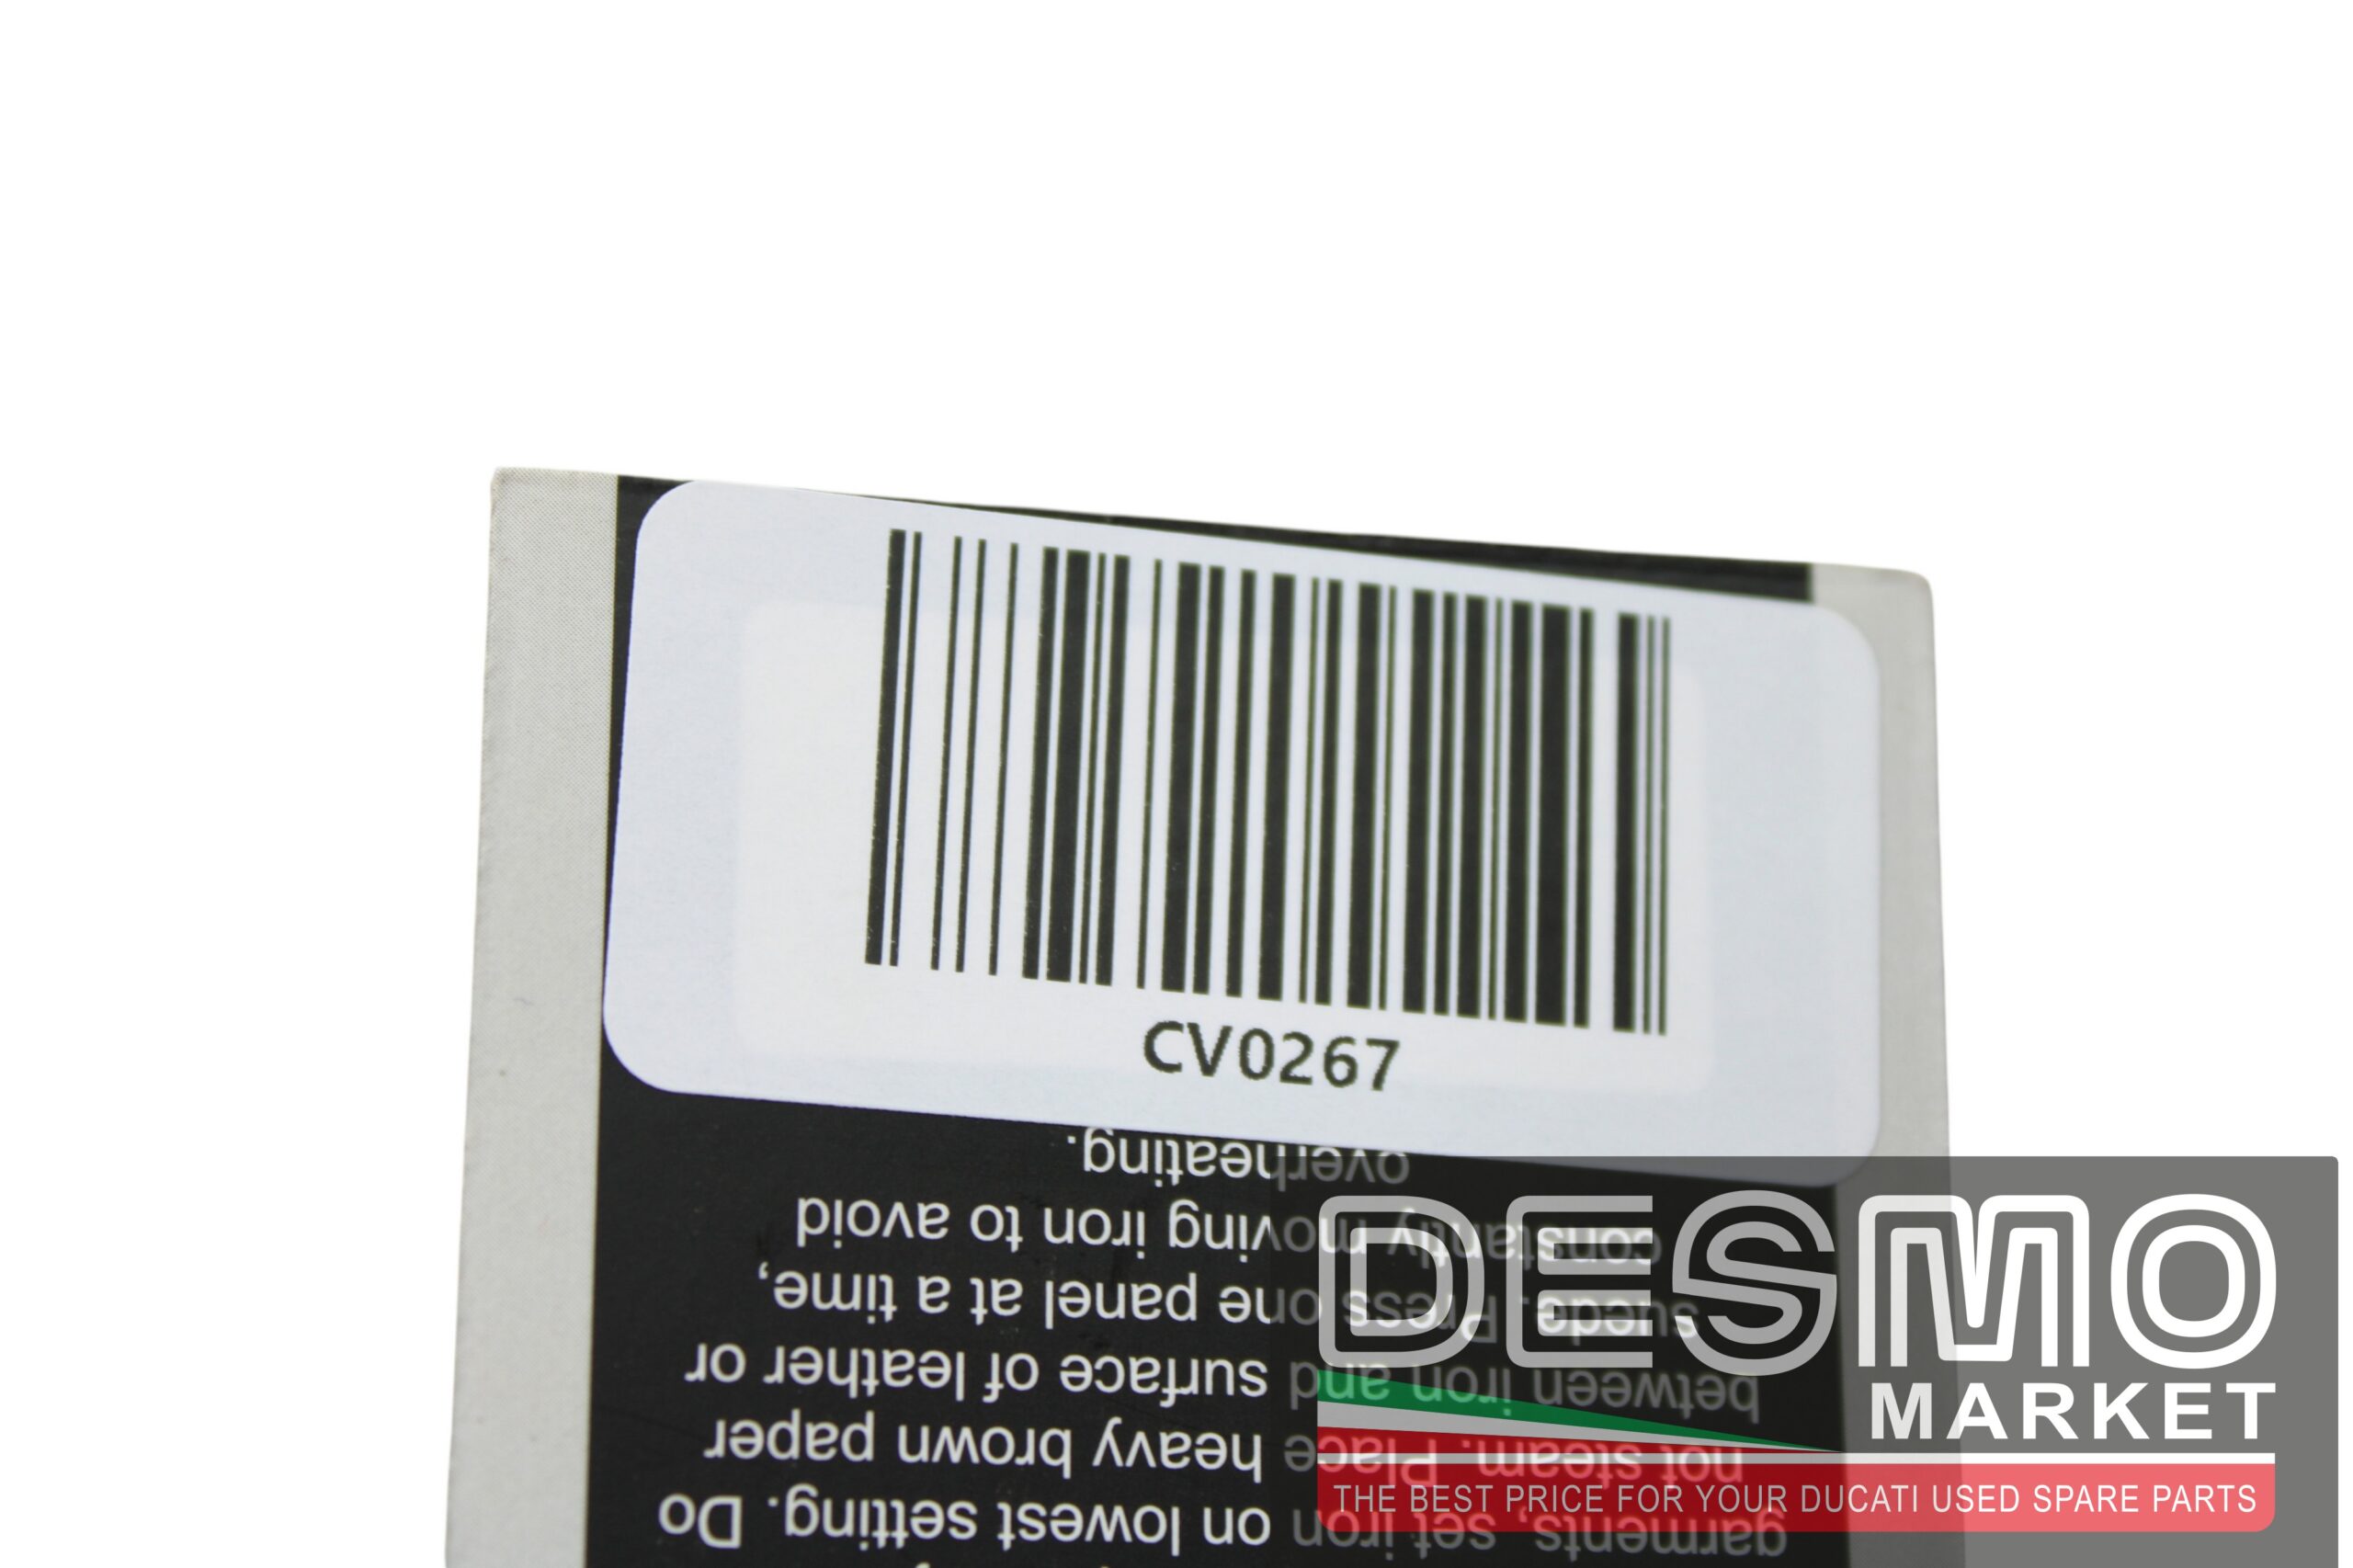 CV0267
garments, set iron on lowest setting. Do
not steam. Place heavy brown paper
between iron and surface of leather or
suede. Press one panel at a time,
constantly moving iron to avoid
overheating.
DESMO
MARKET
THE BEST PRICE FOR YOUR DUCATI USED SPARE PARTS